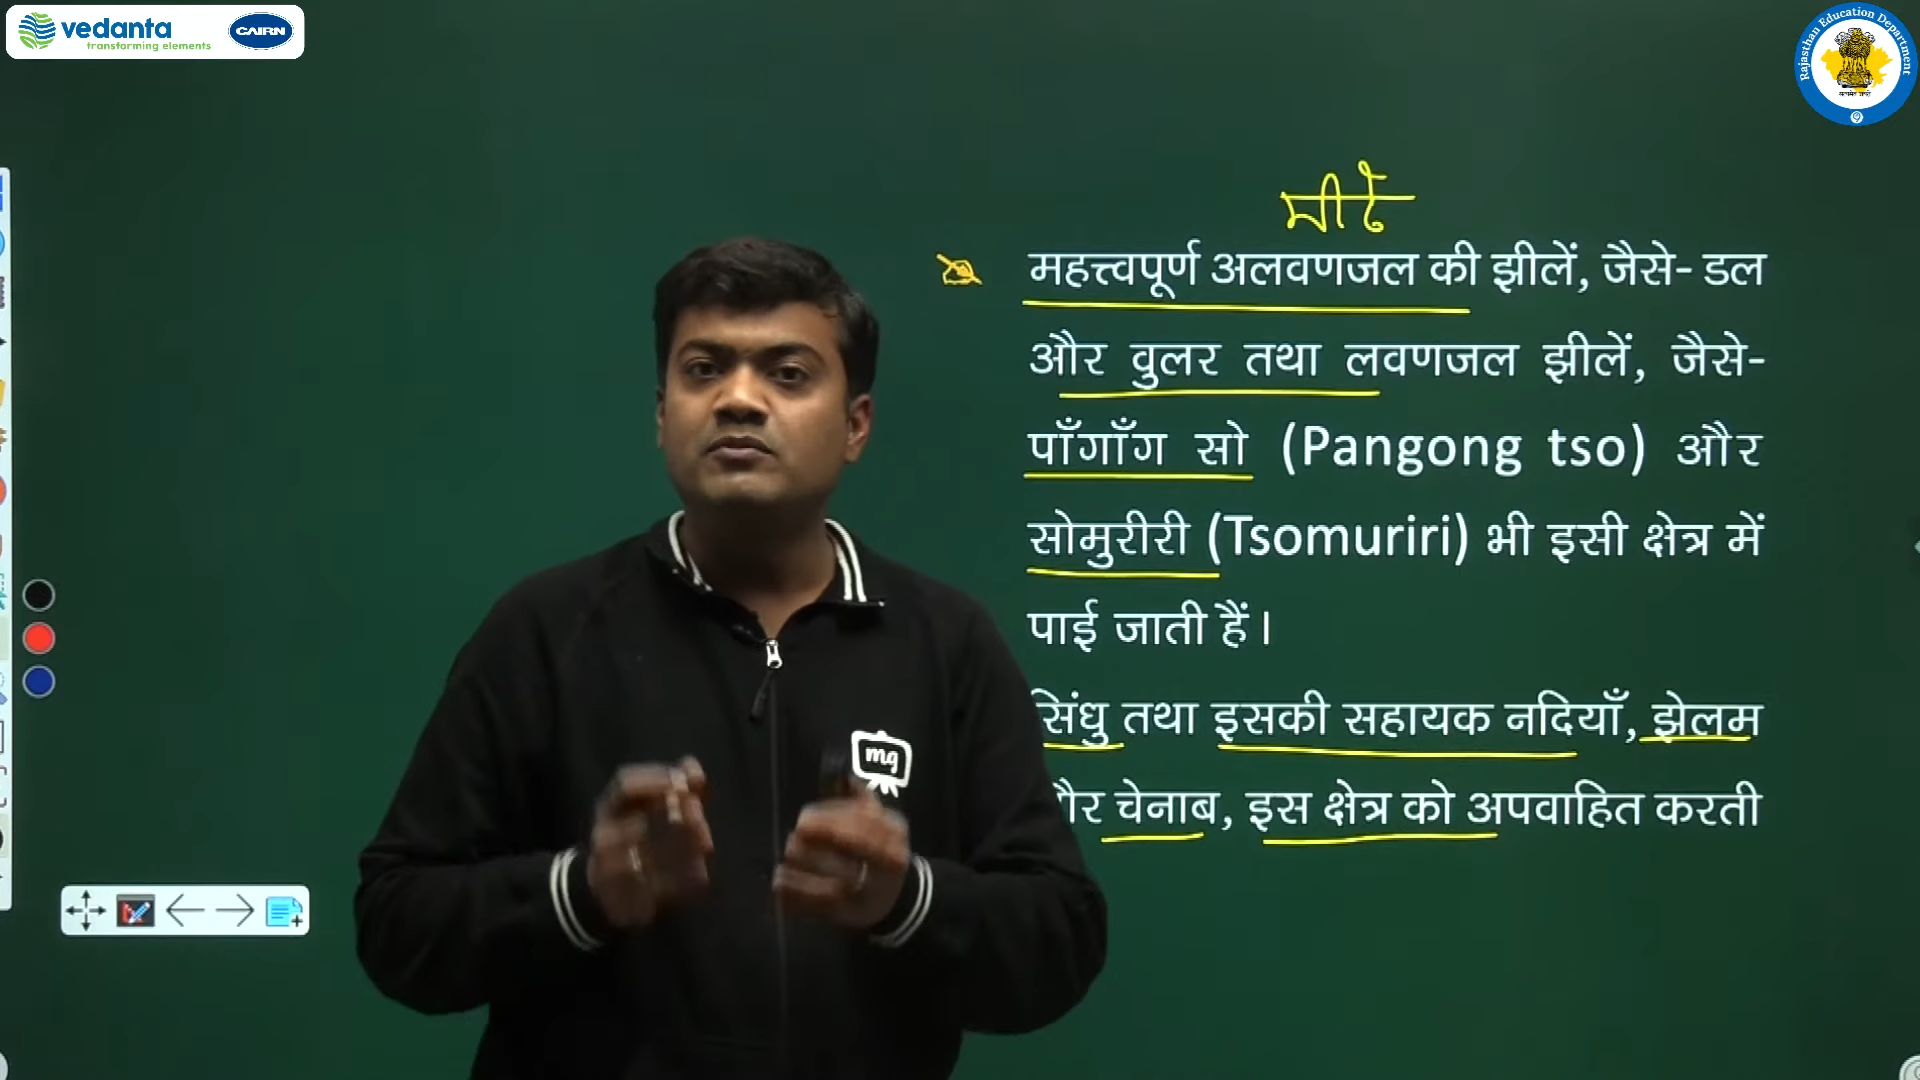 vedanta
transforming elements
CAIRN
Rajasthan Education Department
मीठे
महत्त्वपूर्ण अलवणजल की झीलें, जैसे- डल
और वुलर तथा लवणजल झीलें, जैसे-
पाँगाँग सो (Pangong tso) और
सोमुरीरी (Tsomuriri) भी इसी क्षेत्र में
पाई जाती हैं।
सिंधु तथा इसकी सहायक नदियाँ, झेलम
चेनाब, इस क्षेत्र को अपवाहित करती
mg